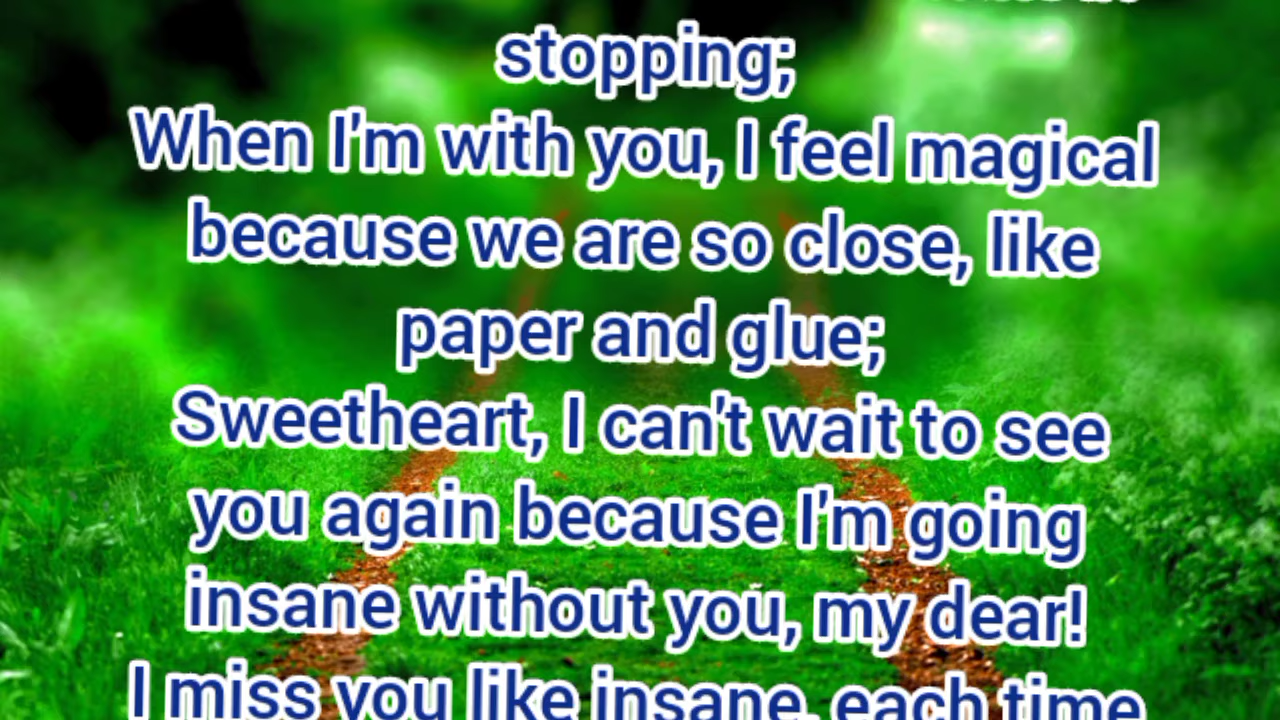 stopping;
When I'm with you, I feel magical
because we are so close, like
paper and glue;
Sweetheart, I can't wait to see
you again because I'm going
insane without you, my dear!
I miss you like insane, each time